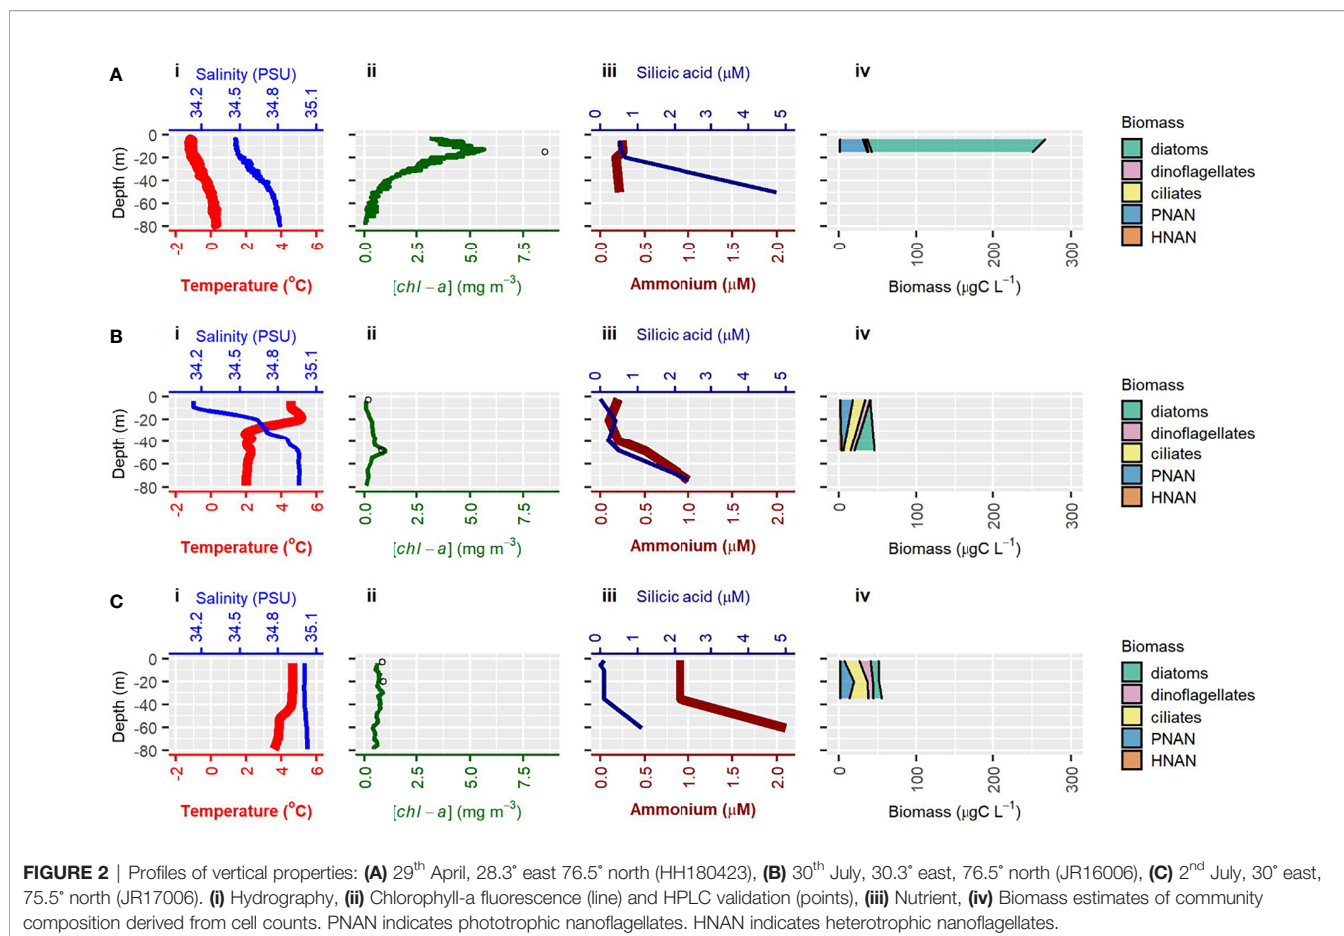 A
i
Salinity (PSU)
34.2 34.5 34.8 35.1
0
-20
-40
-60
-80
Depth (m)
-2 0 2 4 6
Temperature (°C)
ii
0.0 2.5 5.0 7.5
[chl – a] (mg m⁻³)
iii
Silicic acid (μM)
0 1 2 3 4 5
0.0 0.5 1.0 1.5 2.0
Ammonium (μM)
iv
0 100 200 300
Biomass (μgC L⁻¹)
Biomass
diatoms
dinoflagellates
ciliates
PNAN
HNAN
B
i
Salinity (PSU)
34.2 34.5 34.8 35.1
0
-20
-40
-60
-80
Depth (m)
-2 0 2 4 6
Temperature (°C)
ii
0.0 2.5 5.0 7.5
[chl – a] (mg m⁻³)
iii
Silicic acid (μM)
0 1 2 3 4 5
0.0 0.5 1.0 1.5 2.0
Ammonium (μM)
iv
0 100 200 300
Biomass (μgC L⁻¹)
Biomass
diatoms
dinoflagellates
ciliates
PNAN
HNAN
C
i
Salinity (PSU)
34.2 34.5 34.8 35.1
0
-20
-40
-60
-80
Depth (m)
-2 0 2 4 6
Temperature (°C)
ii
0.0 2.5 5.0 7.5
[chl – a] (mg m⁻³)
iii
Silicic acid (μM)
0 1 2 3 4 5
0.0 0.5 1.0 1.5 2.0
Ammonium (μM)
iv
0 100 200 300
Biomass (μgC L⁻¹)
Biomass
diatoms
dinoflagellates
ciliates
PNAN
HNAN
FIGURE 2 | Profiles of vertical properties: (A) 29th April, 28.3° east 76.5° north (HH180423), (B) 30th July, 30.3° east, 76.5° north (JR16006), (C) 2nd July, 30° east,
75.5° north (JR17006). (i) Hydrography, (ii) Chlorophyll-a fluorescence (line) and HPLC validation (points), (iii) Nutrient, (iv) Biomass estimates of community
composition derived from cell counts. PNAN indicates phototrophic nanoflagellates. HNAN indicates heterotrophic nanoflagellates.